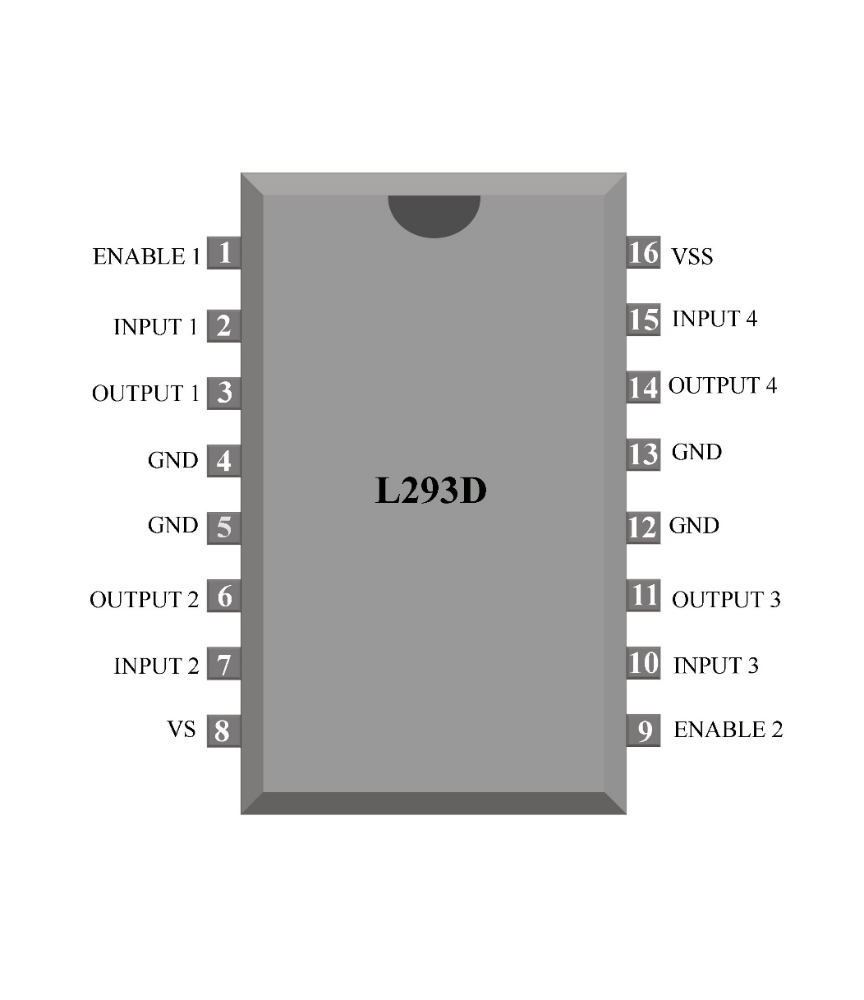 ENABLE 1 1 16 VSS
INPUT 1 2 15 INPUT 4
OUTPUT 1 3 14 OUTPUT 4
GND 4 13 GND
L293D
GND 5 12 GND
OUTPUT 2 6 11 OUTPUT 3
INPUT 2 7 10 INPUT 3
VS 8 9 ENABLE 2